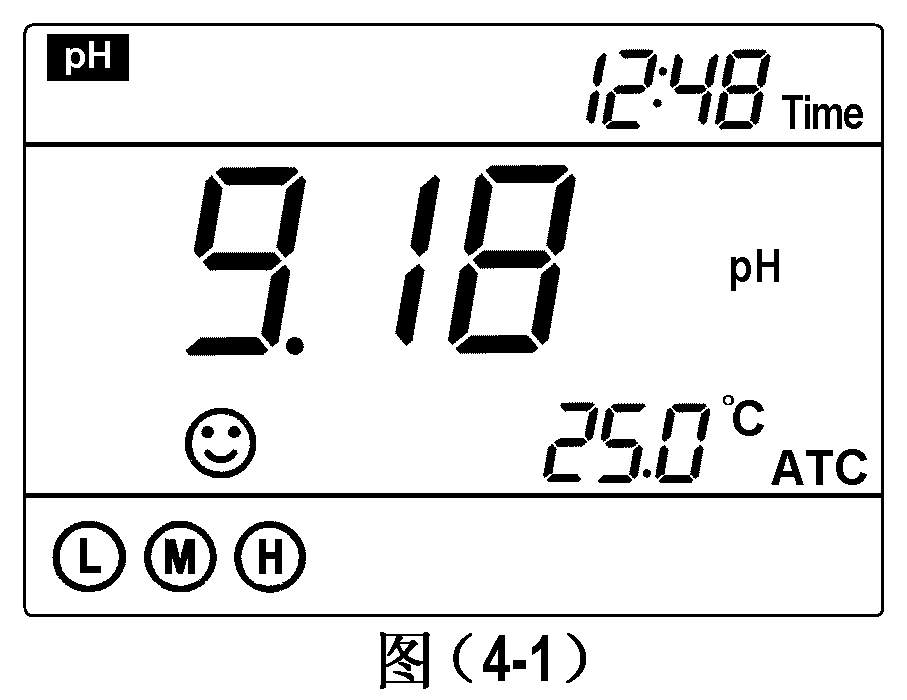 pH
12:48 Time
9.18 pH
25.0 ℃
ATC
L M H
图（4-1）